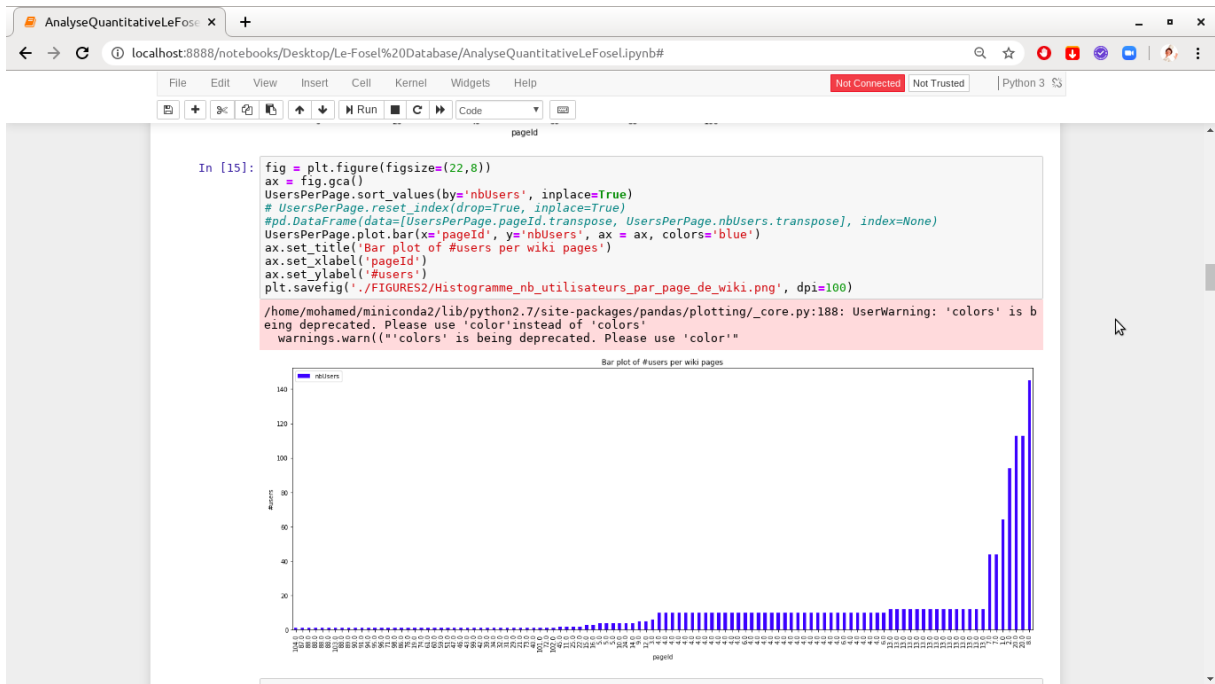 AnalyseQuantitativeLeFose
localhost:8888/notebooks/Desktop/Le-Fosel%20Database/AnalyseQuantitativeLeFosel.ipynb#
File Edit View Insert Cell Kernel Widgets Help Not Connected Not Trusted Python 3
Run Code
pageId
In [15]: fig = plt.figure(figsize=(22,8))
ax = fig.gca()
UsersPerPage.sort_values(by='nbUsers', inplace=True)
# UsersPerPage.reset_index(drop=True, inplace=True)
#pd.DataFrame(data=[UsersPerPage.pageId.transpose, UsersPerPage.nbUsers.transpose], index=None)
UsersPerPage.plot.bar(x='pageId', y='nbUsers', ax = ax, colors='blue')
ax.set_title('Bar plot of #users per wiki pages')
ax.set_xlabel('pageId')
ax.set_ylabel('#users')
plt.savefig('./FIGURES2/Histogramme_nb_utilisateurs_par_page_de_wiki.png', dpi=100)
/home/mohamed/miniconda2/lib/python2.7/site-packages/pandas/plotting/_core.py:188: UserWarning: 'colors' is b
eing deprecated. Please use 'color'instead of 'colors'
warnings.warn(("'colors' is being deprecated. Please use 'color'"
Bar plot of #users per wiki pages
nbUsers
140
120
100
80
#users
60
40
20
0
pageId